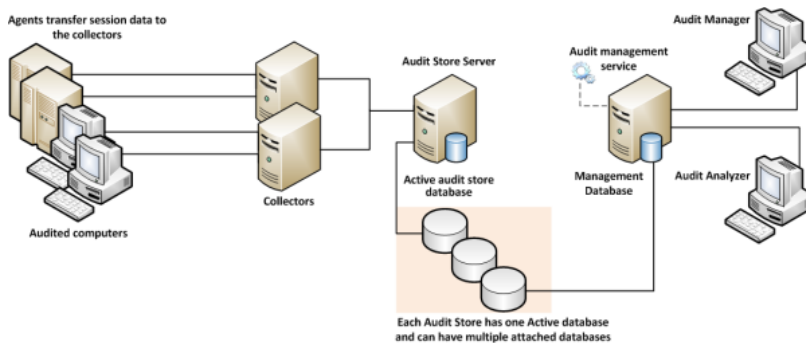 Agents transfer session data to
the collectors
Audited computers
Collectors
Audit Store Server
Active audit store
database
Each Audit Store has one Active database
and can have multiple attached databases
Audit management
service
Management
Database
Audit Manager
Audit Analyzer